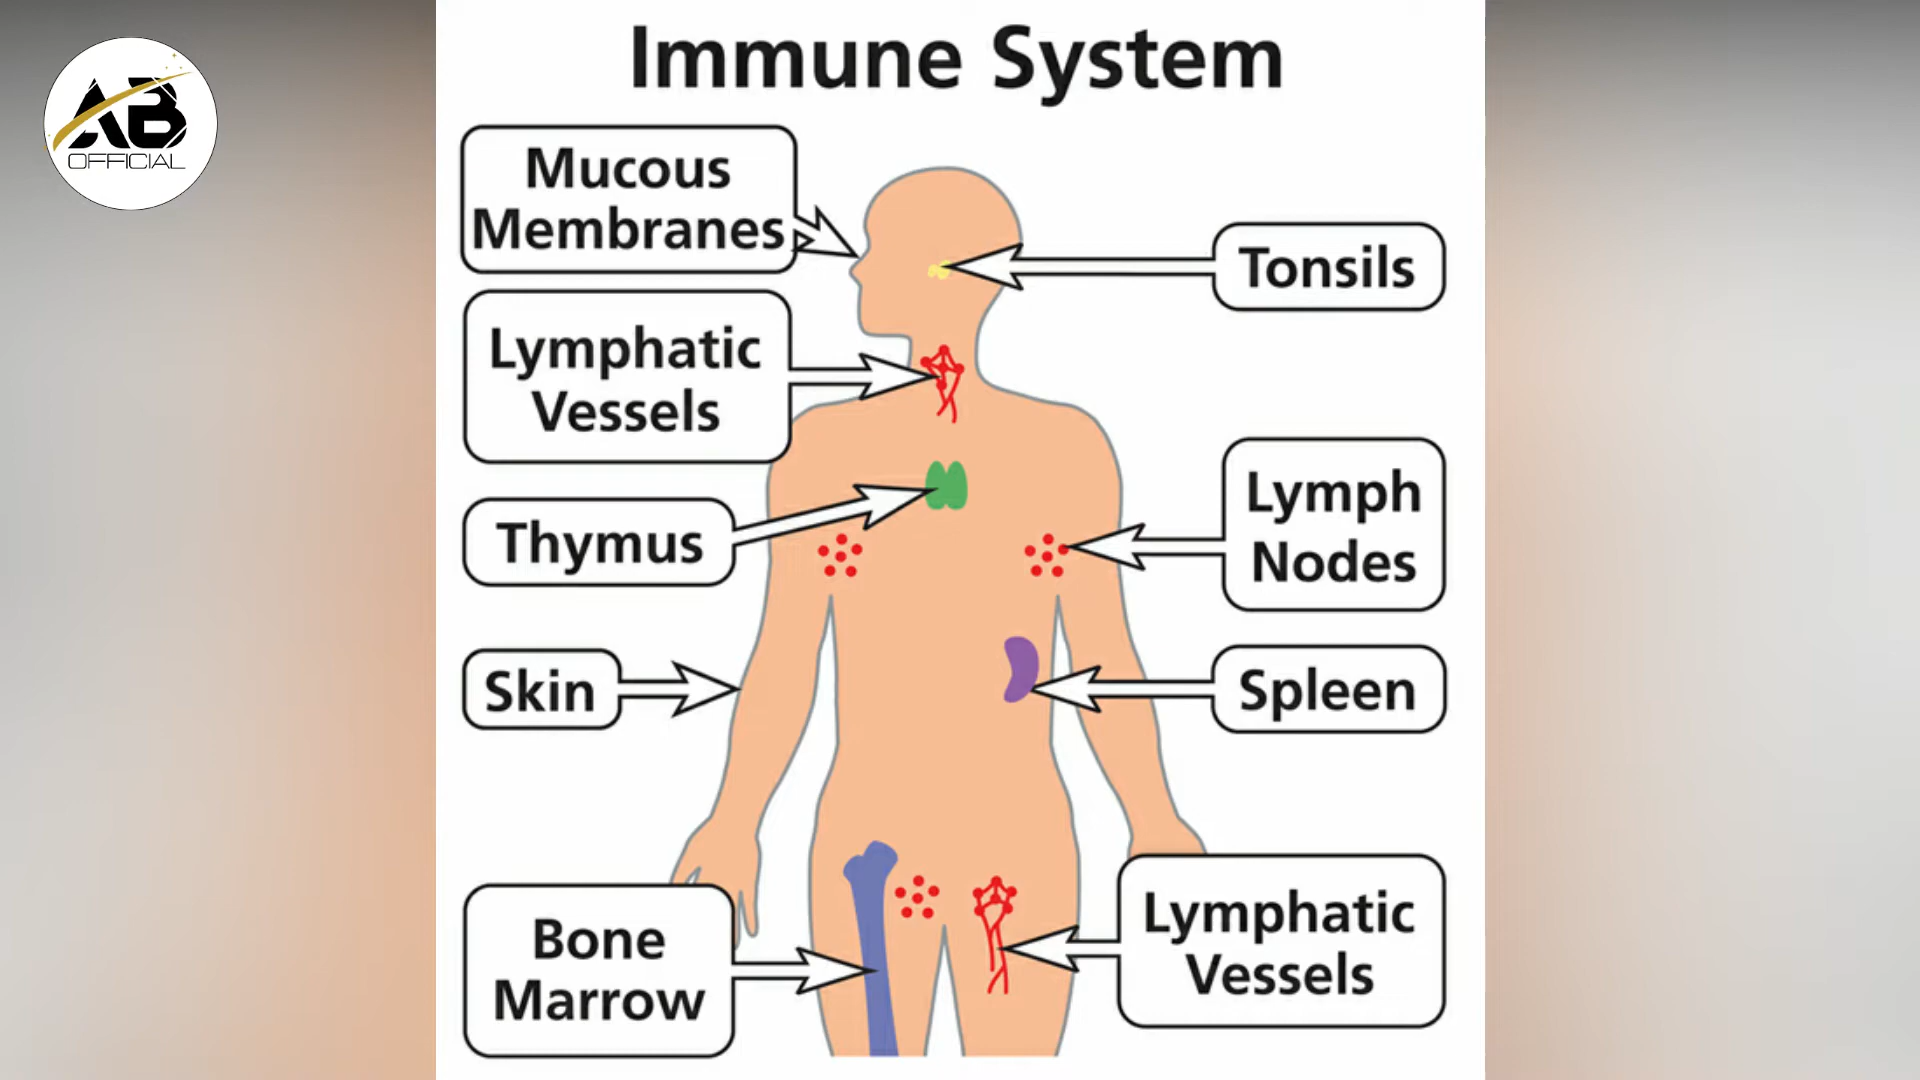 AB
OFFICIAL
Immune System
Mucous
Membranes
Tonsils
Lymphatic
Vessels
Lymph
Nodes
Thymus
Skin
Spleen
Bone
Marrow
Lymphatic
Vessels